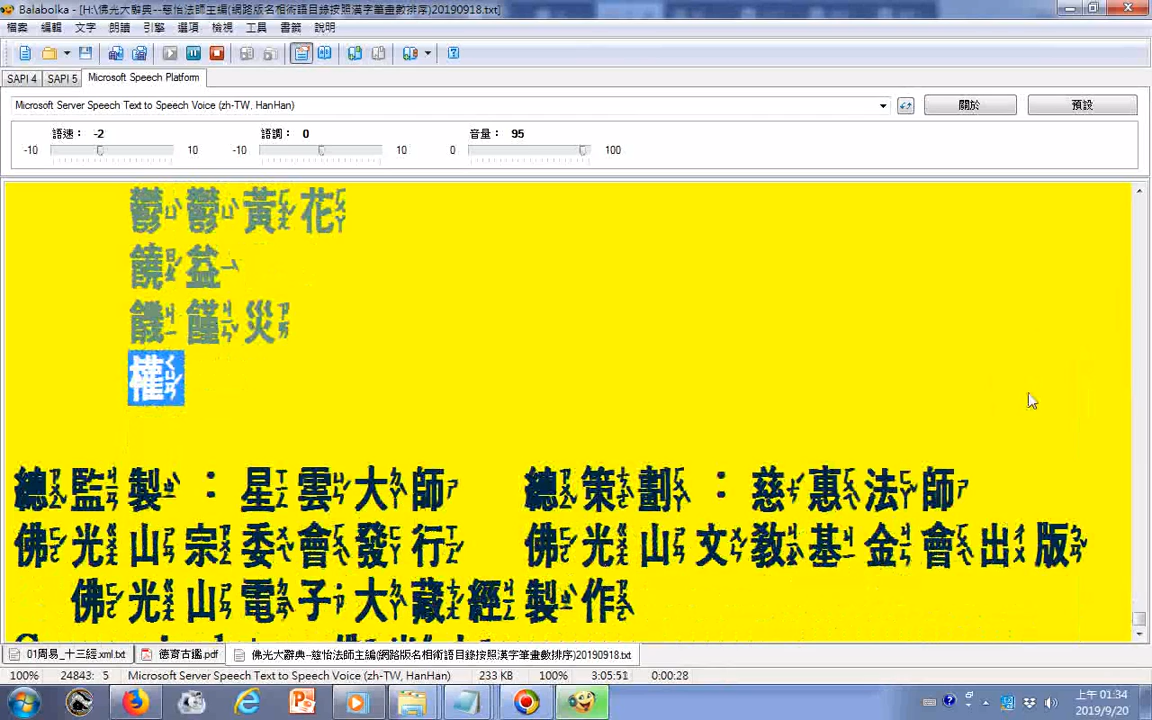 Balabolka - [H:\佛光大辭典--慈怡法師主編(網路版名相術語目錄按照漢字筆畫數排序)20190918.txt]
檔案 編輯 文字 朗讀 引擎 選項 檢視 工具 書籤 說明
SAPI 4 SAPI 5 Microsoft Speech Platform
Microsoft Server Speech Text to Speech Voice (zh-TW, HanHan) 關於 預設
語速： -2 語調： 0 音量： 95
-10 10 -10 10 0 100
鬱鬱黃花
饒益
饑饉災
權
總監製：星雲大師 總策劃：慈惠法師
佛光山宗委會發行 佛光山文教基金會出版
佛光山電子大藏經製作
01周易_十三經.xml.txt 德育古鑑.pdf 佛光大辭典--慈怡法師主編(網路版名相術語目錄按照漢字筆畫數排序)20190918.txt
100% 24843: 5 Microsoft Server Speech Text to Speech Voice (zh-TW, HanHan) 233 KB 100% 3:05:51 0:00:28
上午 01:34
2019/9/20